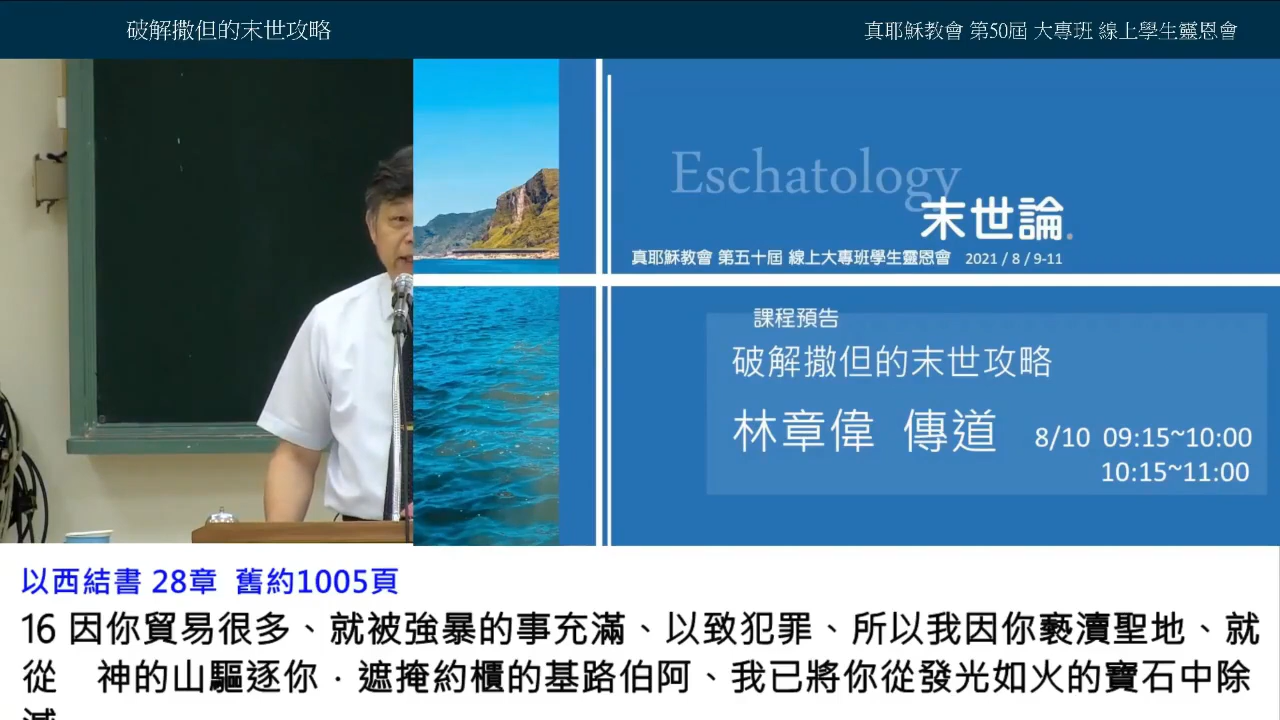 破解撒但的末世攻略
真耶穌教會 第50屆 大專班 線上學生靈恩會
Eschatology
末世論.
真耶穌教會 第五十屆 線上大專班學生靈恩會 2021 / 8 / 9-11
課程預告
破解撒但的末世攻略
林章偉 傳道 8/10 09:15~10:00
10:15~11:00
以西結書 28章 舊約1005頁
16 因你貿易很多、就被強暴的事充滿、以致犯罪、所以我因你褻瀆聖地、就
從　神的山驅逐你．遮掩約櫃的基路伯阿、我已將你從發光如火的寶石中除
滅